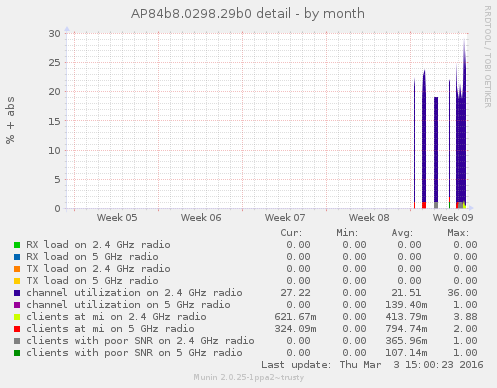 AP84b8.0298.29b0 detail - by month
RRDTOOL / TOBI OETIKER
% + abs
30
25
20
15
10
5
0
Week 05 Week 06 Week 07 Week 08 Week 09
Cur: Min: Avg: Max:
RX load on 2.4 GHz radio 0.00 0.00 0.00 0.00
RX load on 5 GHz radio 0.00 0.00 0.00 0.00
TX load on 2.4 GHz radio 0.00 0.00 0.00 0.00
TX load on 5 GHz radio 0.00 0.00 0.00 0.00
channel utilization on 2.4 GHz radio 27.22 0.00 21.51 36.00
channel utilization on 5 GHz radio 0.00 0.00 139.40m 1.00
clients at mi on 2.4 GHz radio 621.67m 0.00 413.79m 3.88
clients at mi on 5 GHz radio 324.09m 0.00 794.74m 2.00
clients with poor SNR on 2.4 GHz radio 0.00 0.00 365.96m 1.00
clients with poor SNR on 5 GHz radio 0.00 0.00 107.14m 1.00
Last update: Thu Mar 3 15:00:23 2016
Munin 2.0.25-1ppa2~trusty